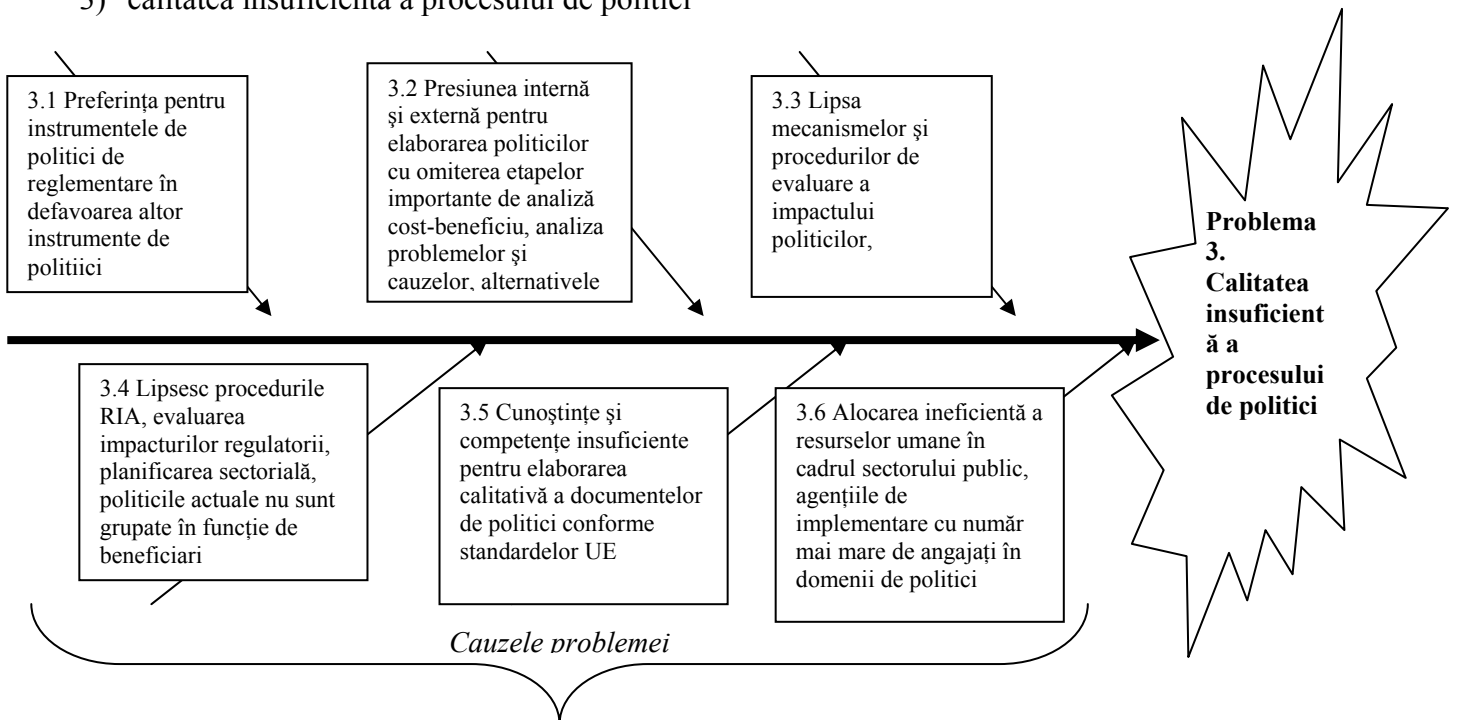 3) calitatea insuficientă a procesului de politici
3.1 Preferința pentru
instrumentele de
politici de
reglementare în
defavoarea altor
instrumente de
politiici
3.2 Presiunea internă
şi externă pentru
elaborarea politicilor
cu omiterea etapelor
importante de analiză
cost-beneficiu, analiza
problemelor şi
cauzelor, alternativele
3.3 Lipsa
mecanismelor şi
procedurilor de
evaluare a
impactului
politicilor,
Problema
3.
Calitatea
insuficient
ă a
procesului
de politici
3.4 Lipsesc procedurile
RIA, evaluarea
impacturilor regulatorii,
planificarea sectorială,
politicile actuale nu sunt
grupate în funcție de
beneficiari
3.5 Cunoştințe şi
competențe insuficiente
pentru elaborarea
calitativă a documentelor
de politici conforme
standardelor UE
3.6 Alocarea ineficientă a
resurselor umane în
cadrul sectorului public,
agențiile de
implementare cu număr
mai mare de angajați în
domenii de politici
Cauzele problemei